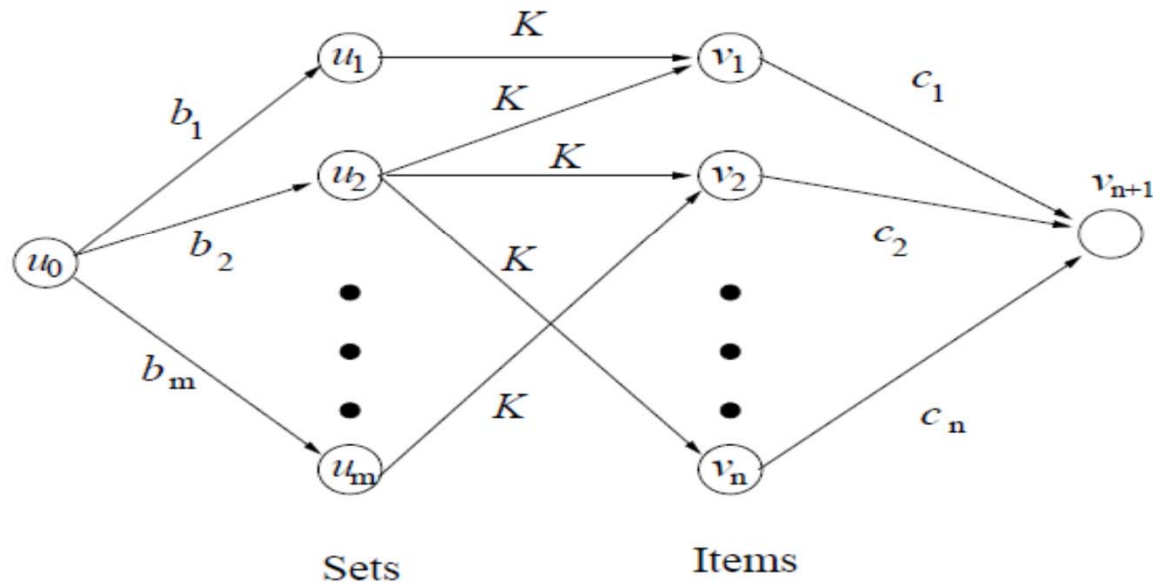 K
u1 v1
c1
K
b1
K
u2 v2
vn+1
b2
c2
u0
K
bm
K
cn
um vn
Sets Items